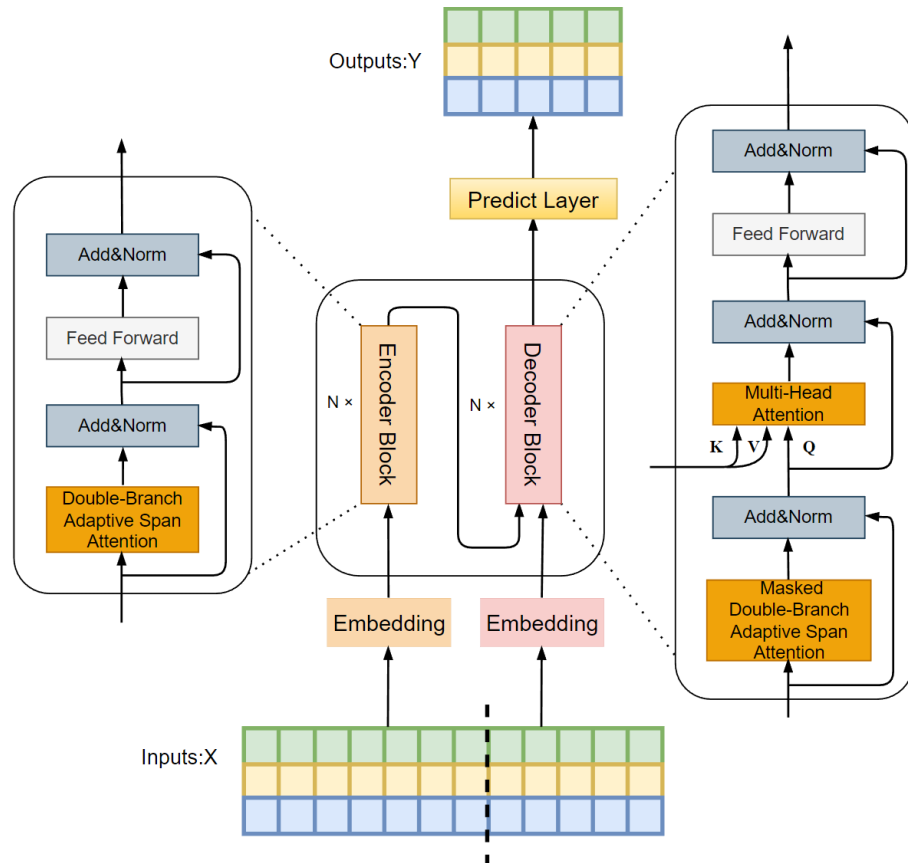 Outputs:Y
Predict Layer
Add&Norm
Feed Forward
Add&Norm
Double-Branch
Adaptive Span
Attention
N ×
Encoder Block
N ×
Decoder Block
Embedding
Embedding
Inputs:X
Add&Norm
Feed Forward
Add&Norm
Multi-Head
Attention
K
V
Q
Add&Norm
Masked
Double-Branch
Adaptive Span
Attention